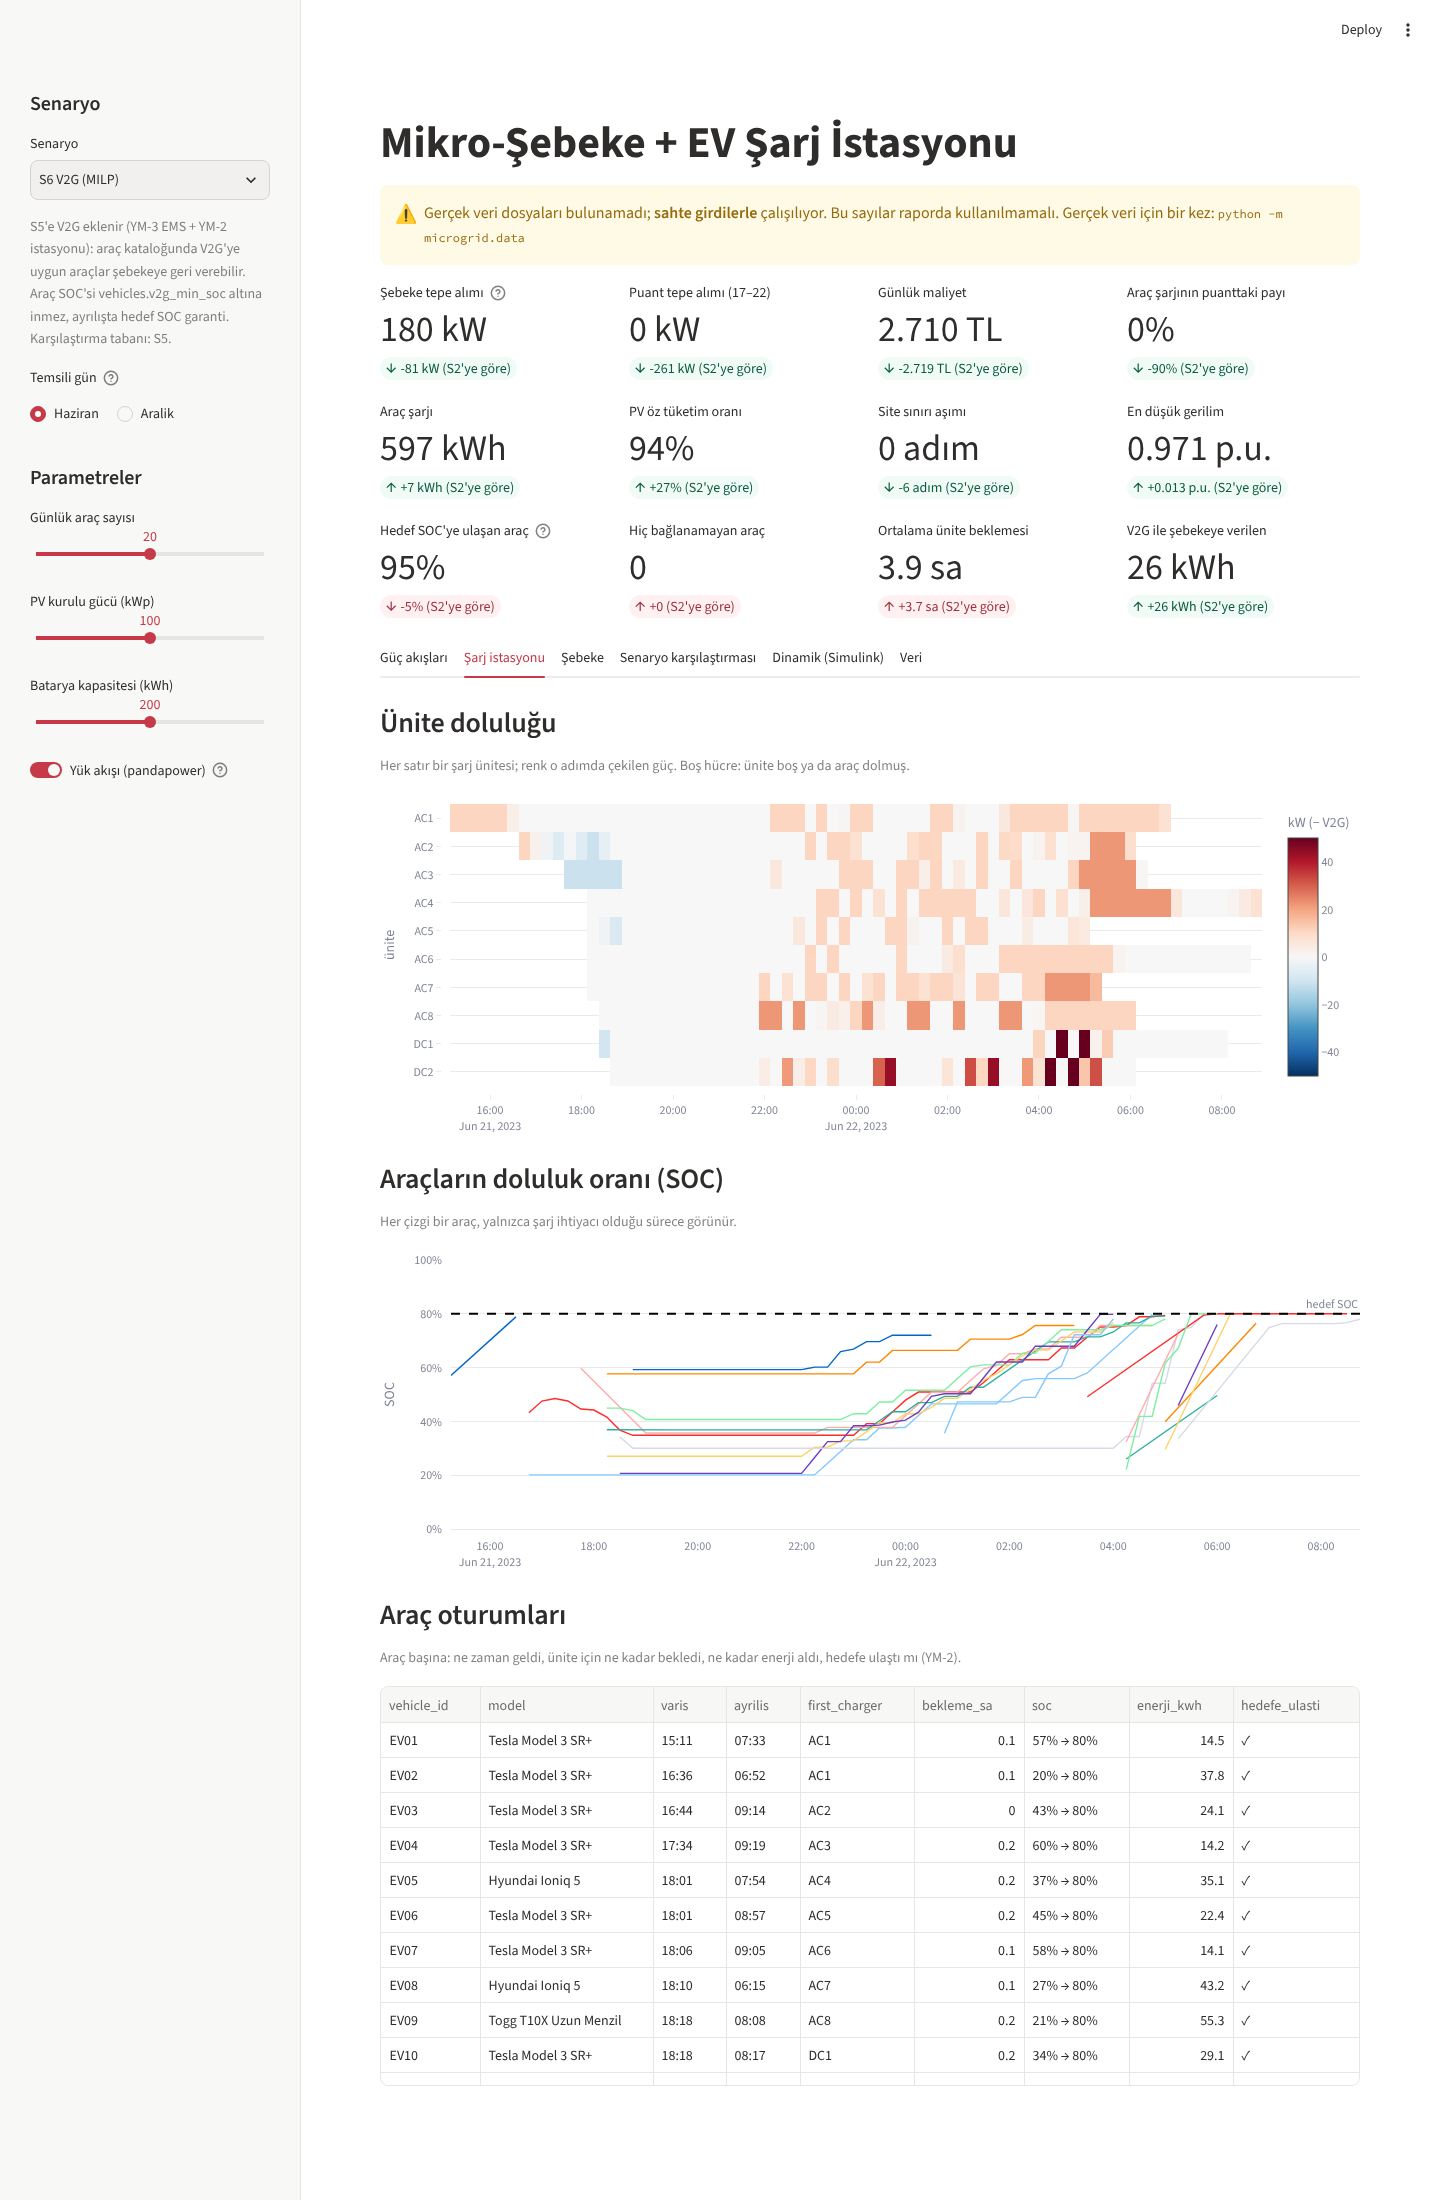 Deploy
Senaryo
Senaryo
S6 V2G (MILP)
S5'e V2G eklenir (YM-3 EMS + YM-2
istasyonu): araç kataloğunda V2G'ye
uygun araçlar şebekeye geri verebilir.
Araç SOC'si vehicles.v2g_min_soc altına
inmez, ayrılışta hedef SOC garanti.
Karşılaştırma tabanı: S5.
Temsili gün
Haziran Aralik
Parametreler
Günlük araç sayısı
20
PV kurulu gücü (kWp)
100
Batarya kapasitesi (kWh)
200
Yük akışı (pandapower)
Mikro-Şebeke + EV Şarj İstasyonu
⚠️ Gerçek veri dosyaları bulunamadı; sahte girdilerle çalışılıyor. Bu sayılar raporda kullanılmamalı. Gerçek veri için bir kez: python -m
microgrid.data
Şebeke tepe alımı Puant tepe alımı (17–22) Günlük maliyet Araç şarjının puanttaki payı
180 kW 0 kW 2.710 TL 0%
↓ -81 kW (S2'ye göre) ↓ -261 kW (S2'ye göre) ↓ -2.719 TL (S2'ye göre) ↓ -90% (S2'ye göre)
Araç şarjı PV öz tüketim oranı Site sınırı aşımı En düşük gerilim
597 kWh 94% 0 adım 0.971 p.u.
↑ +7 kWh (S2'ye göre) ↑ +27% (S2'ye göre) ↓ -6 adım (S2'ye göre) ↑ +0.013 p.u. (S2'ye göre)
Hedef SOC'ye ulaşan araç Hiç bağlanamayan araç Ortalama ünite beklemesi V2G ile şebekeye verilen
95% 0 3.9 sa 26 kWh
↓ -5% (S2'ye göre) ↑ +0 (S2'ye göre) ↑ +3.7 sa (S2'ye göre) ↑ +26 kWh (S2'ye göre)
Güç akışları Şarj istasyonu Şebeke Senaryo karşılaştırması Dinamik (Simulink) Veri
Ünite doluluğu
Her satır bir şarj ünitesi; renk o adımda çekilen güç. Boş hücre: ünite boş ya da araç dolmuş.
kW (− V2G)
40
20
0
−20
−40
ünite
AC1
AC2
AC3
AC4
AC5
AC6
AC7
AC8
DC1
DC2
16:00 18:00 20:00 22:00 00:00 02:00 04:00 06:00 08:00
Jun 21, 2023 Jun 22, 2023
Araçların doluluk oranı (SOC)
Her çizgi bir araç, yalnızca şarj ihtiyacı olduğu sürece görünür.
SOC
100%
80%
hedef SOC
60%
40%
20%
0%
16:00 18:00 20:00 22:00 00:00 02:00 04:00 06:00 08:00
Jun 21, 2023 Jun 22, 2023
Araç oturumları
Araç başına: ne zaman geldi, ünite için ne kadar bekledi, ne kadar enerji aldı, hedefe ulaştı mı (YM-2).
vehicle_id model varis ayrilis first_charger bekleme_sa soc enerji_kwh hedefe_ulasti
EV01 Tesla Model 3 SR+ 15:11 07:33 AC1 0.1 57% → 80% 14.5 ✓
EV02 Tesla Model 3 SR+ 16:36 06:52 AC1 0.1 20% → 80% 37.8 ✓
EV03 Tesla Model 3 SR+ 16:44 09:14 AC2 0 43% → 80% 24.1 ✓
EV04 Tesla Model 3 SR+ 17:34 09:19 AC3 0.2 60% → 80% 14.2 ✓
EV05 Hyundai Ioniq 5 18:01 07:54 AC4 0.2 37% → 80% 35.1 ✓
EV06 Tesla Model 3 SR+ 18:01 08:57 AC5 0.2 45% → 80% 22.4 ✓
EV07 Tesla Model 3 SR+ 18:06 09:05 AC6 0.1 58% → 80% 14.1 ✓
EV08 Hyundai Ioniq 5 18:10 06:15 AC7 0.1 27% → 80% 43.2 ✓
EV09 Togg T10X Uzun Menzil 18:18 08:08 AC8 0.2 21% → 80% 55.3 ✓
EV10 Tesla Model 3 SR+ 18:18 08:17 DC1 0.2 34% → 80% 29.1 ✓